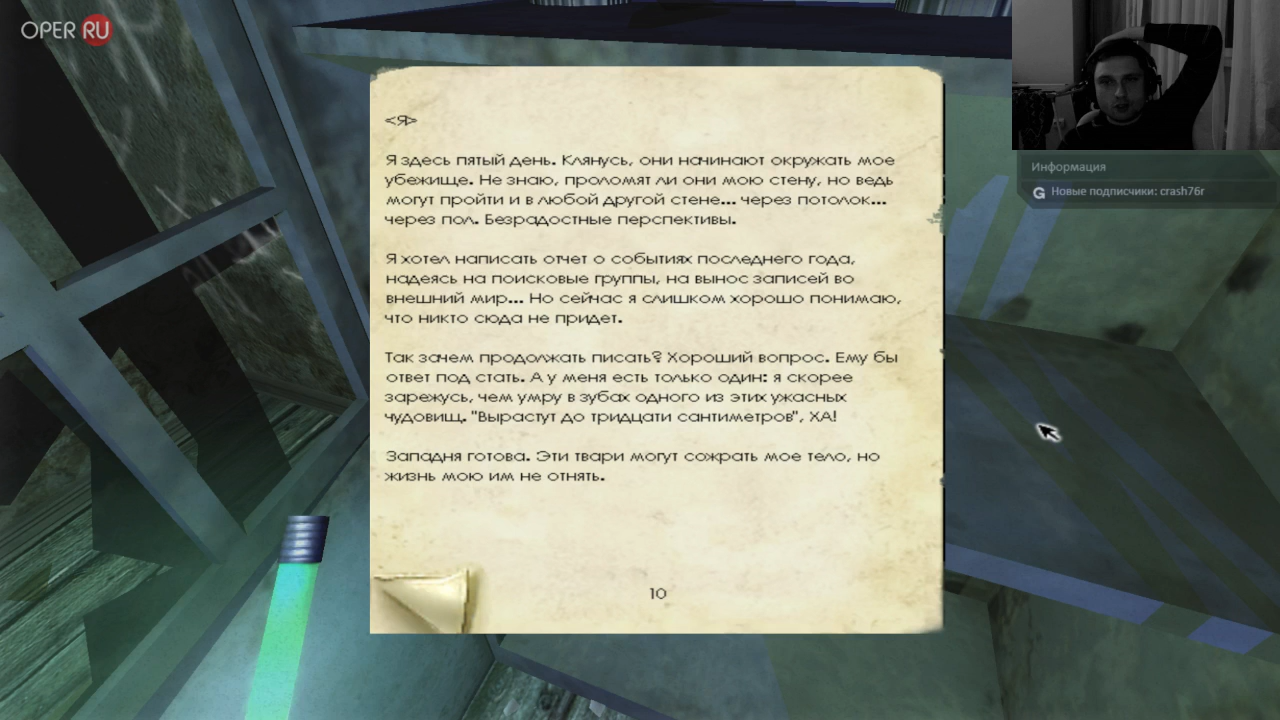 OPER RU
<Я>
Я здесь пятый день. Клянусь, они начинают окружать мое
убежище. Не знаю, проломят ли они мою стену, но ведь
могут пройти и в любой другой стене... через потолок...
через пол. Безрадостные перспективы.
Я хотел написать отчет о событиях последнего года,
надеясь на поисковые группы, на вынос записей во
внешний мир... Но сейчас я слишком хорошо понимаю,
что никто сюда не придет.
Так зачем продолжать писать? Хороший вопрос. Ему бы
ответ под стать. А у меня есть только один: я скорее
зарежусь, чем умру в зубах одного из этих ужасных
чудовищ. "Вырастут до тридцати сантиметров", ХА!
Западня готова. Эти твари могут сожрать мое тело, но
жизнь мою им не отнять.
10
Информация
G Новые подписчики: crash76r